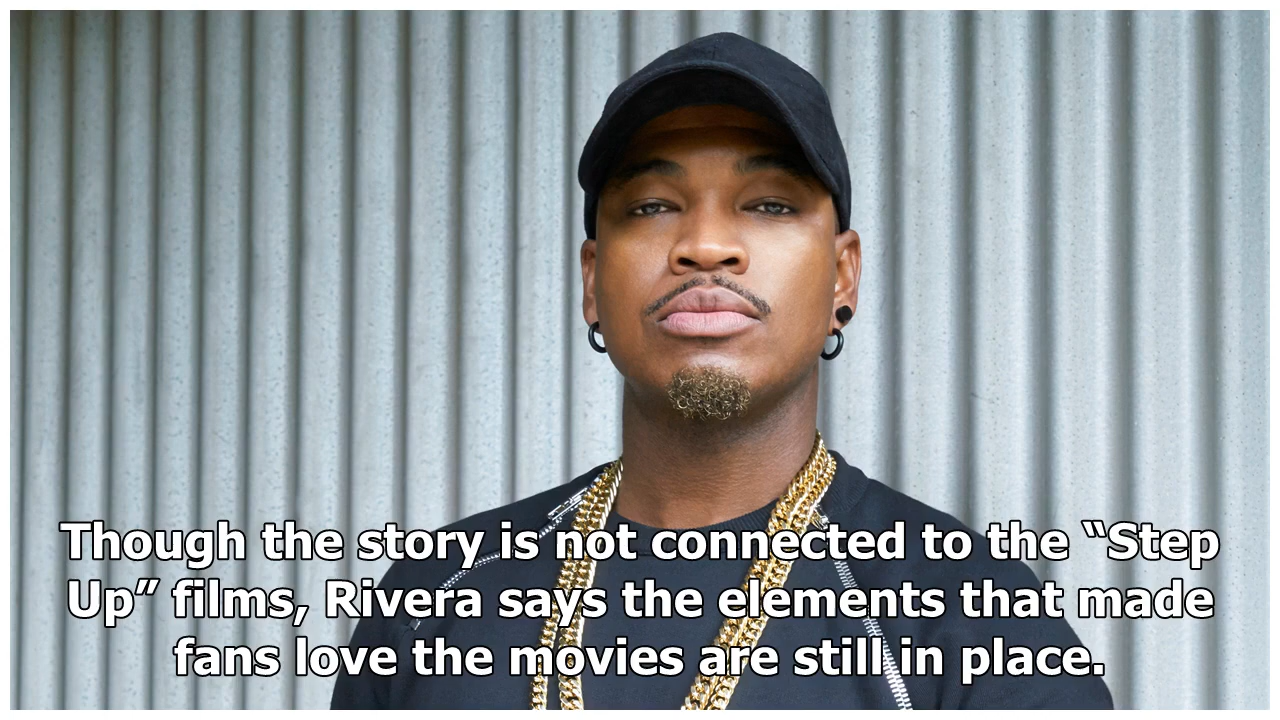 Though the story is not connected to the “Step
Up” films, Rivera says the elements that made
fans love the movies are still in place.